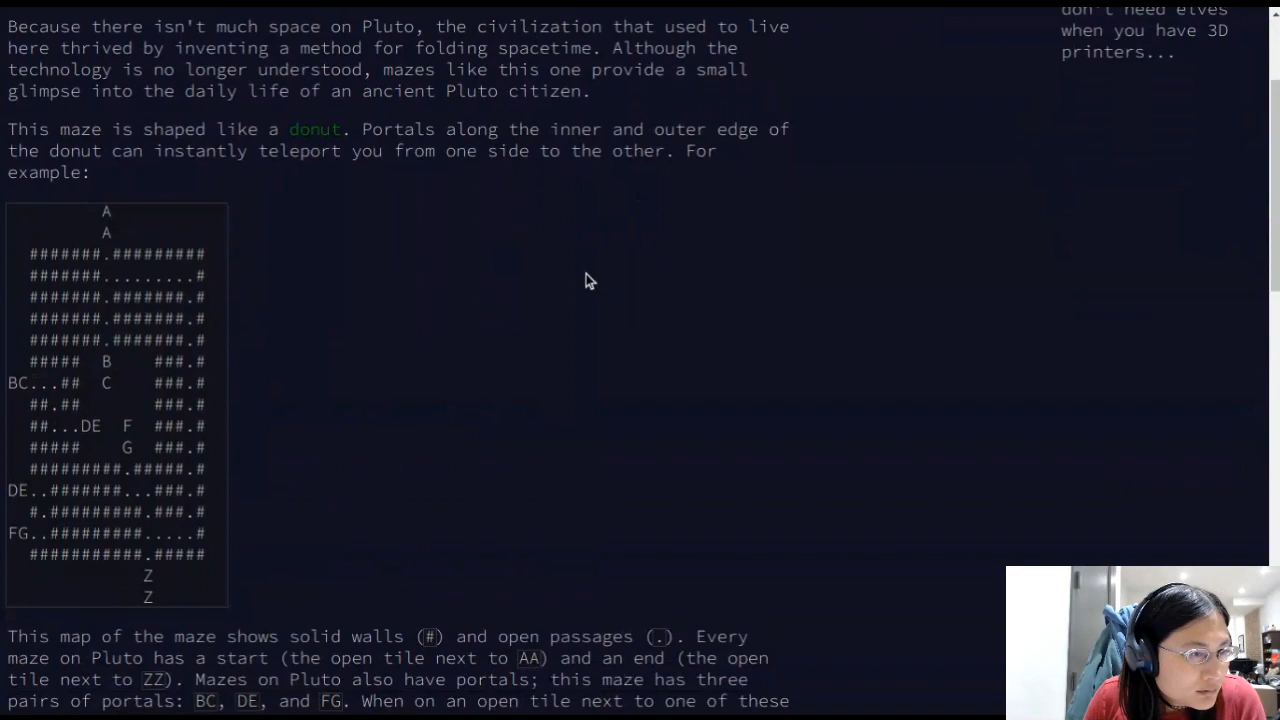 Because there isn't much space on Pluto, the civilization that used to live
here thrived by inventing a method for folding spacetime. Although the
technology is no longer understood, mazes like this one provide a small
glimpse into the daily life of an ancient Pluto citizen.
This maze is shaped like a donut. Portals along the inner and outer edge of
the donut can instantly teleport you from one side to the other. For
example:
         A
         A
  #######.#########
  #######.........#
  #######.#######.#
  #######.#######.#
  #######.#######.#
  #####  B    ###.#
BC...##  C    ###.#
  ##.##       ###.#
  ##...DE  F  ###.#
  #####    G  ###.#
  #########.#####.#
DE..#######...###.#
  #.#########.###.#
FG..#########.....#
  ###########.#####
             Z
             Z
This map of the maze shows solid walls (#) and open passages (.). Every
maze on Pluto has a start (the open tile next to AA) and an end (the open
tile next to ZZ). Mazes on Pluto also have portals; this maze has three
pairs of portals: BC, DE, and FG. When on an open tile next to one of these
don't need elves
when you have 3D
printers...